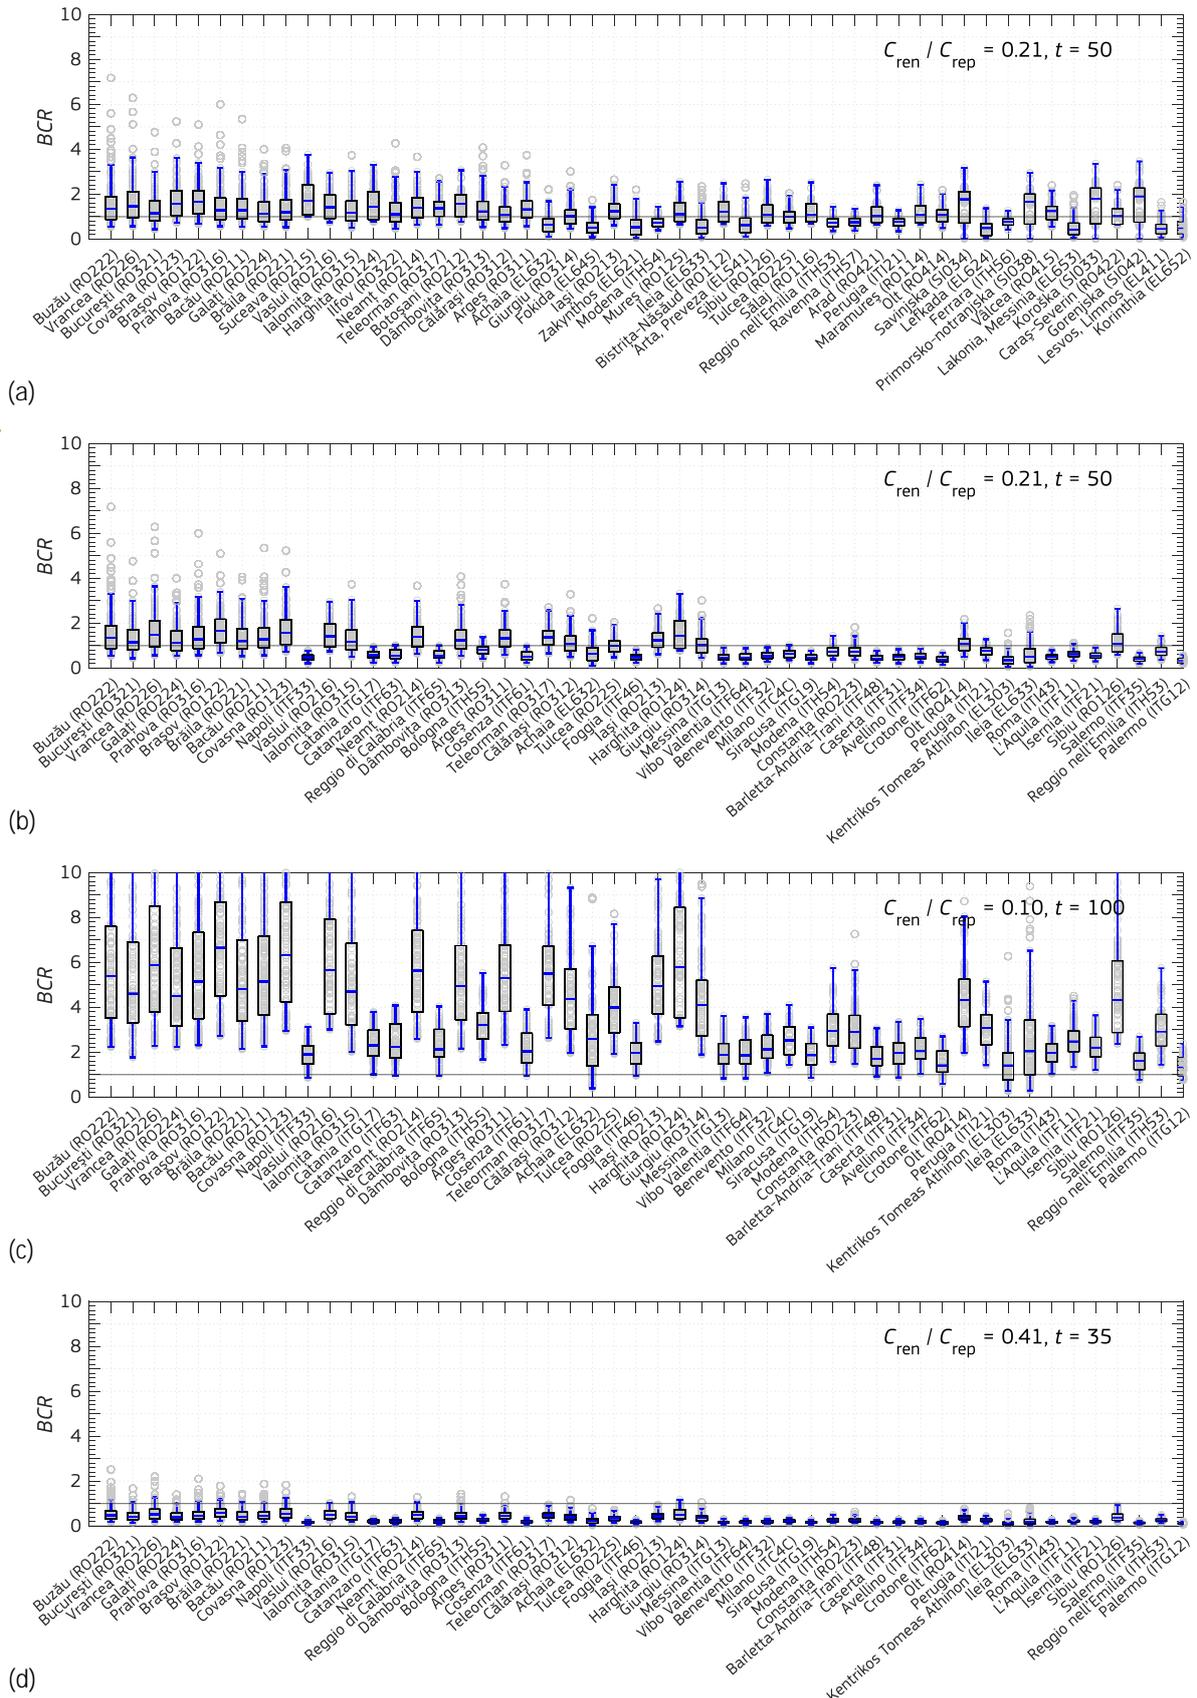 10
8
6
4
2
0
BCR
C_ren / C_rep = 0.21, t = 50
Buzău (RO222)
Vrancea (RO226)
București (RO321)
Covasna (RO123)
Brașov (RO122)
Prahova (RO316)
Bacău (RO211)
Galați (RO224)
Brăila (RO221)
Suceava (RO215)
Vaslui (RO216)
Ialomița (RO315)
Harghita (RO124)
Ilfov (RO322)
Neamț (RO214)
Teleorman (RO317)
Botoșani (RO212)
Dâmbovița (RO313)
Călărași (RO312)
Argeș (RO311)
Achaia (EL632)
Giurgiu (RO314)
Fokida (EL645)
Iași (RO213)
Zakynthos (EL621)
Modena (ITH54)
Mureș (RO125)
Ileia (EL633)
Bistrița-Năsăud (RO112)
Arta, Preveza (EL541)
Sibiu (RO126)
Tulcea (RO225)
Sălaj (RO116)
Reggio nell'Emilia (ITH53)
Ravenna (ITH57)
Arad (RO421)
Perugia (ITI21)
Maramureș (RO114)
Olt (RO414)
Savinjska (SI034)
Lefkada (EL624)
Ferrara (ITH56)
Primorsko-notranjska (SI038)
Vâlcea (RO415)
Lakonia, Messinia (EL653)
Koroška (SI033)
Caraș-Severin (RO422)
Gorenjska (SI042)
Lesvos, Limnos (EL411)
Korinthia (EL652)
(a)
10
8
6
4
2
0
BCR
C_ren / C_rep = 0.21, t = 50
Buzău (RO222)
București (RO321)
Vrancea (RO226)
Galați (RO224)
Prahova (RO316)
Brașov (RO122)
Brăila (RO221)
Bacău (RO211)
Covasna (RO123)
Napoli (ITF33)
Vaslui (RO216)
Ialomița (RO315)
Catania (ITG17)
Catanzaro (ITF63)
Neamț (RO214)
Reggio di Calabria (ITF65)
Dâmbovița (RO313)
Bologna (ITH55)
Argeș (RO311)
Cosenza (ITF61)
Teleorman (RO317)
Călărași (RO312)
Achaia (EL632)
Tulcea (RO225)
Foggia (ITF46)
Iași (RO213)
Harghita (RO124)
Giurgiu (RO314)
Messina (ITG13)
Vibo Valentia (ITF64)
Benevento (ITF32)
Milano (ITC4C)
Siracusa (ITG19)
Modena (ITH54)
Constanța (RO223)
Barletta-Andria-Trani (ITF48)
Caserta (ITF31)
Avellino (ITF34)
Crotone (ITF62)
Olt (RO414)
Perugia (ITI21)
Kentrikos Tomeas Athinon (EL303)
Ileia (EL633)
Roma (ITI43)
L'Aquila (ITF11)
Isernia (ITF21)
Sibiu (RO126)
Salerno (ITF35)
Reggio nell'Emilia (ITH53)
Palermo (ITG12)
(b)
10
8
6
4
2
0
BCR
C_ren / C_rep = 0.10, t = 100
Buzău (RO222)
București (RO321)
Vrancea (RO226)
Galați (RO224)
Prahova (RO316)
Brașov (RO122)
Brăila (RO221)
Bacău (RO211)
Covasna (RO123)
Napoli (ITF33)
Vaslui (RO216)
Ialomița (RO315)
Catania (ITG17)
Catanzaro (ITF63)
Neamț (RO214)
Reggio di Calabria (ITF65)
Dâmbovița (RO313)
Bologna (ITH55)
Argeș (RO311)
Cosenza (ITF61)
Teleorman (RO317)
Călărași (RO312)
Achaia (EL632)
Tulcea (RO225)
Foggia (ITF46)
Iași (RO213)
Harghita (RO124)
Giurgiu (RO314)
Messina (ITG13)
Vibo Valentia (ITF64)
Benevento (ITF32)
Milano (ITC4C)
Siracusa (ITG19)
Modena (ITH54)
Constanța (RO223)
Barletta-Andria-Trani (ITF48)
Caserta (ITF31)
Avellino (ITF34)
Crotone (ITF62)
Olt (RO414)
Perugia (ITI21)
Kentrikos Tomeas Athinon (EL303)
Ileia (EL633)
Roma (ITI43)
L'Aquila (ITF11)
Isernia (ITF21)
Sibiu (RO126)
Salerno (ITF35)
Reggio nell'Emilia (ITH53)
Palermo (ITG12)
(c)
10
8
6
4
2
0
BCR
C_ren / C_rep = 0.41, t = 35
Buzău (RO222)
București (RO321)
Vrancea (RO226)
Galați (RO224)
Prahova (RO316)
Brașov (RO122)
Brăila (RO221)
Bacău (RO211)
Covasna (RO123)
Napoli (ITF33)
Vaslui (RO216)
Ialomița (RO315)
Catania (ITG17)
Catanzaro (ITF63)
Neamț (RO214)
Reggio di Calabria (ITF65)
Dâmbovița (RO313)
Bologna (ITH55)
Argeș (RO311)
Cosenza (ITF61)
Teleorman (RO317)
Călărași (RO312)
Achaia (EL632)
Tulcea (RO225)
Foggia (ITF46)
Iași (RO213)
Harghita (RO124)
Giurgiu (RO314)
Messina (ITG13)
Vibo Valentia (ITF64)
Benevento (ITF32)
Milano (ITC4C)
Siracusa (ITG19)
Modena (ITH54)
Constanța (RO223)
Barletta-Andria-Trani (ITF48)
Caserta (ITF31)
Avellino (ITF34)
Crotone (ITF62)
Olt (RO414)
Perugia (ITI21)
Kentrikos Tomeas Athinon (EL303)
Ileia (EL633)
Roma (ITI43)
L'Aquila (ITF11)
Isernia (ITF21)
Sibiu (RO126)
Salerno (ITF35)
Reggio nell'Emilia (ITH53)
Palermo (ITG12)
(d)